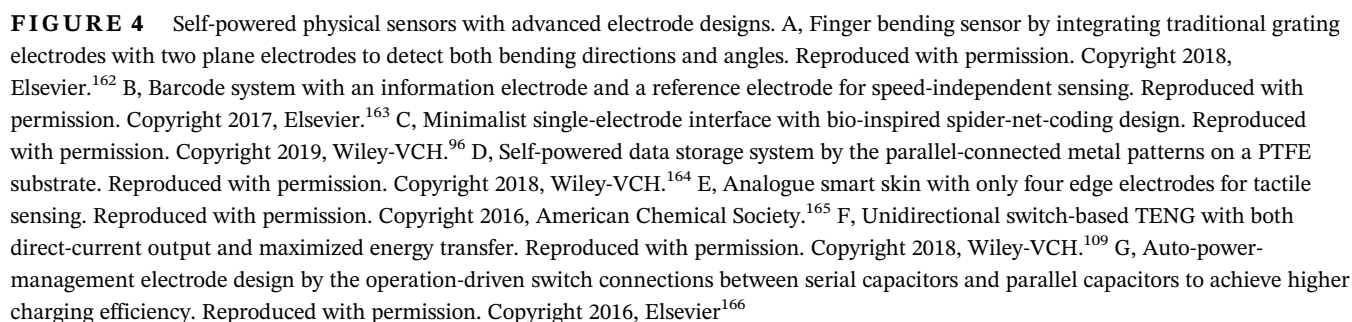 FIGURE 4 Self-powered physical sensors with advanced electrode designs. A, Finger bending sensor by integrating traditional grating
electrodes with two plane electrodes to detect both bending directions and angles. Reproduced with permission. Copyright 2018,
Elsevier.162 B, Barcode system with an information electrode and a reference electrode for speed-independent sensing. Reproduced with
permission. Copyright 2017, Elsevier.163 C, Minimalist single-electrode interface with bio-inspired spider-net-coding design. Reproduced
with permission. Copyright 2019, Wiley-VCH.96 D, Self-powered data storage system by the parallel-connected metal patterns on a PTFE
substrate. Reproduced with permission. Copyright 2018, Wiley-VCH.164 E, Analogue smart skin with only four edge electrodes for tactile
sensing. Reproduced with permission. Copyright 2016, American Chemical Society.165 F, Unidirectional switch-based TENG with both
direct-current output and maximized energy transfer. Reproduced with permission. Copyright 2018, Wiley-VCH.109 G, Auto-power-
management electrode design by the operation-driven switch connections between serial capacitors and parallel capacitors to achieve higher
charging efficiency. Reproduced with permission. Copyright 2016, Elsevier166